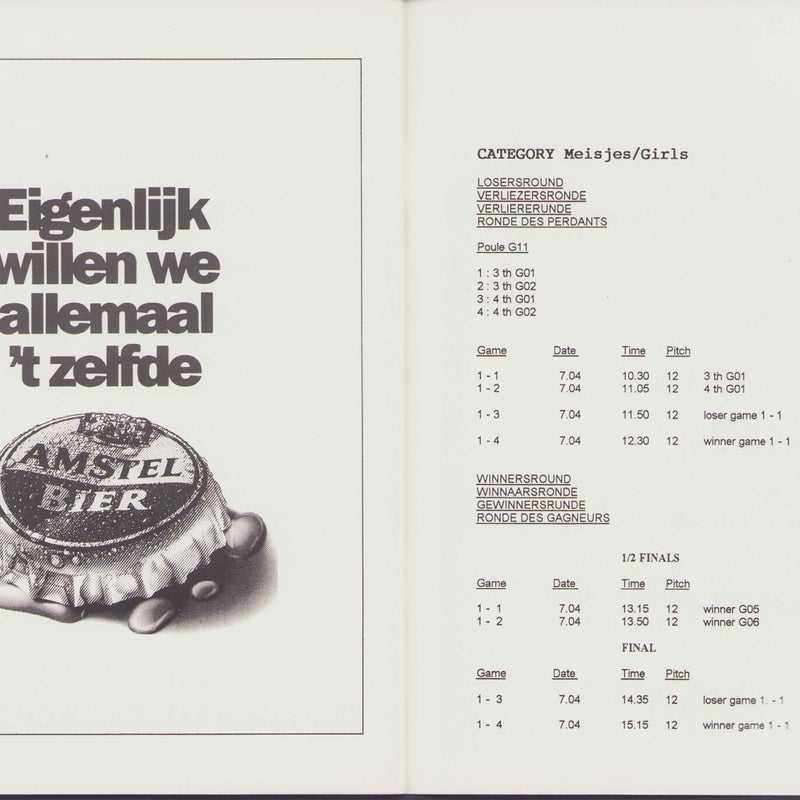 Eigenlijk
willen we
allemaal
't zelfde
AMSTEL
BIER
CATEGORY Meisjes/Girls
LOSERSROUND
VERLIEZERSRONDE
VERLIERERUNDE
RONDE DES PERDANTS
Poule G11
1 : 3 th G01
2 : 3 th G02
3 : 4 th G01
4 : 4 th G02
Game Date Time Pitch
1 - 1 7.04 10.30 12 3 th G01
1 - 2 7.04 11.05 12 4 th G01
1 - 3 7.04 11.50 12 loser game 1 - 1
1 - 4 7.04 12.30 12 winner game 1 - 1
WINNERSROUND
WINNAARSRONDE
GEWINNERSRUNDE
RONDE DES GAGNEURS
1/2 FINALS
Game Date Time Pitch
1 - 1 7.04 13.15 12 winner G05
1 - 2 7.04 13.50 12 winner G06
FINAL
Game Date Time Pitch
1 - 3 7.04 14.35 12 loser game 1. - 1
1 - 4 7.04 15.15 12 winner game 1 - 1